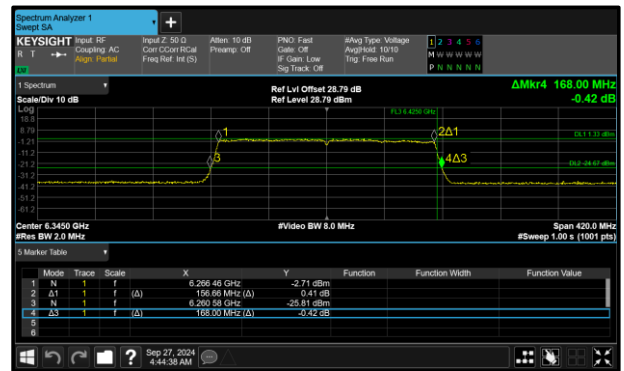 Spectrum Analyzer 1
Swept SA
KEYSIGHT
R T
Input: RF
Coupling: AC
Align: Partial
Input Z: 50 Ω
Corr CCorr RCal
Freq Ref: Int (S)
Atten: 10 dB
Preamp: Off
PNO: Fast
Gate: Off
IF Gain: Low
Sig Track: Off
#Avg Type: Voltage
Avg|Hold: 10/10
Trig: Free Run
1 2 3 4 5 6
M W W W W W
P N N N N N
1 Spectrum
Scale/Div 10 dB
Ref Lvl Offset 28.79 dB
Ref Level 28.79 dBm
ΔMkr4 168.00 MHz
-0.42 dB
Log
18.8
8.79
-1.21
-11.2
-21.2
-31.2
-41.2
-51.2
-61.2
FL3 6.4250 GHz
1
2Δ1
DL1 1.33 dBm
3
4Δ3
DL2 -24.67 dBm
Center 6.3450 GHz
#Res BW 2.0 MHz
#Video BW 8.0 MHz
Span 420.0 MHz
#Sweep 1.00 s (1001 pts)
5 Marker Table
Mode Trace Scale X Y Function Function Width Function Value
1 N 1 f 6.266 46 GHz -2.71 dBm
2 Δ1 1 f (Δ) 156.66 MHz (Δ) 0.41 dB
3 N 1 f 6.260 58 GHz -25.81 dBm
4 Δ3 1 f (Δ) 168.00 MHz (Δ) -0.42 dB
5
6
Sep 27, 2024
4:44:38 AM